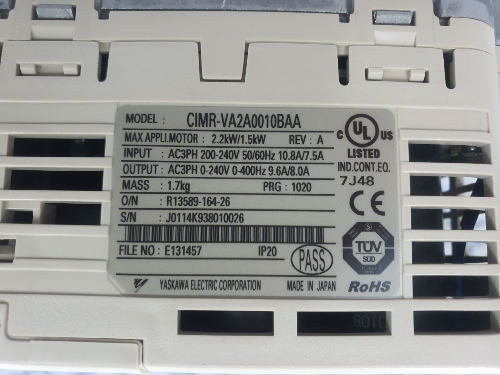 MODEL : CIMR-VA2A0010BAA
MAX APPLI.MOTOR : 2.2kW/1.5kW REV : A
INPUT : AC3PH 200-240V 50/60Hz 10.8A/7.5A
OUTPUT : AC3PH 0-240V 0-400Hz 9.6A/8.0A
MASS : 1.7kg PRG : 1020
O/N : R13589-164-26
S/N : J0114K938010026
FILE NO : E131457 IP20
PASS
YASKAWA ELECTRIC CORPORATION MADE IN JAPAN
C UL US
LISTED
IND.CONT.EQ.
7J48
CE
TÜV
SÜD
RoHS